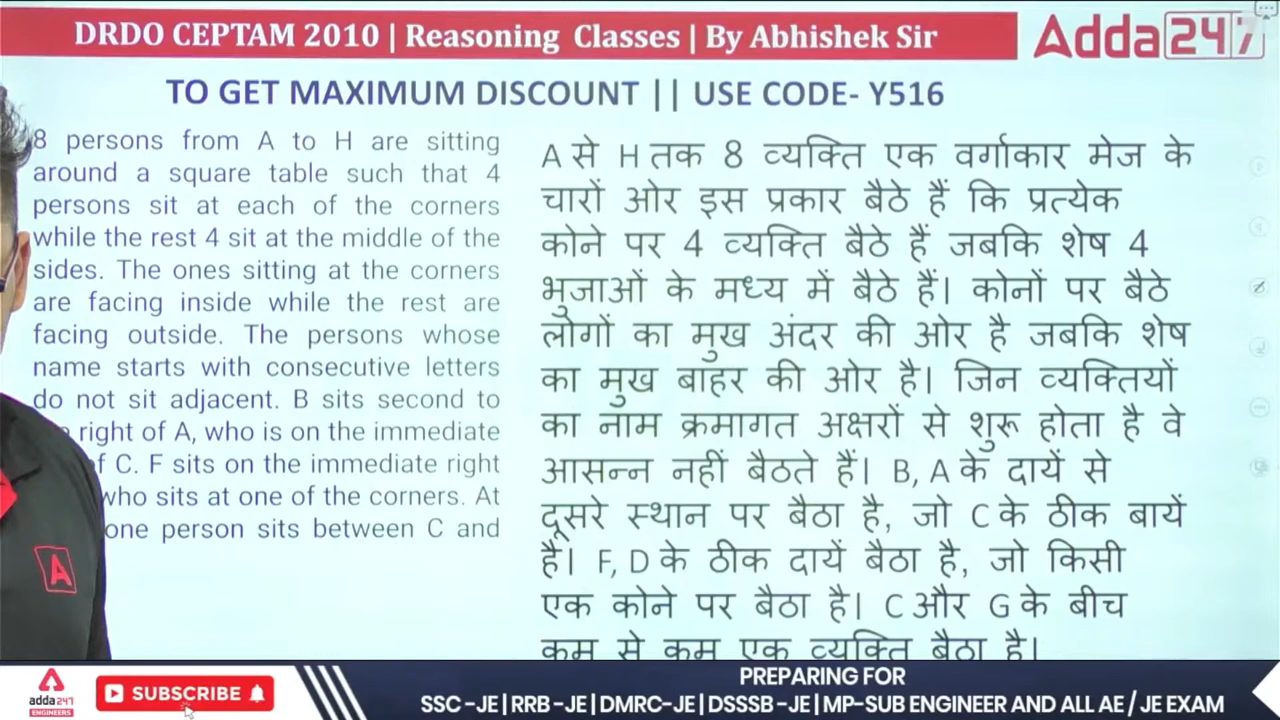 DRDO CEPTAM 2010 | Reasoning Classes | By Abhishek Sir
Adda247
TO GET MAXIMUM DISCOUNT || USE CODE- Y516
8 persons from A to H are sitting
around a square table such that 4
persons sit at each of the corners
while the rest 4 sit at the middle of the
sides. The ones sitting at the corners
are facing inside while the rest are
facing outside. The persons whose
name starts with consecutive letters
do not sit adjacent. B sits second to
right of A, who is on the immediate
of C. F sits on the immediate right
who sits at one of the corners. At
one person sits between C and
A से H तक 8 व्यक्ति एक वर्गाकार मेज के
चारों ओर इस प्रकार बैठे हैं कि प्रत्येक
कोने पर 4 व्यक्ति बैठे हैं जबकि शेष 4
भुजाओं के मध्य में बैठे हैं। कोनों पर बैठे
लोगों का मुख अंदर की ओर है जबकि शेष
का मुख बाहर की ओर है। जिन व्यक्तियों
का नाम क्रमागत अक्षरों से शुरू होता है वे
आसन्न नहीं बैठते हैं। B, A के दायें से
दूसरे स्थान पर बैठा है, जो C के ठीक बायें
है। F, D के ठीक दायें बैठा है, जो किसी
एक कोने पर बैठा है। C और G के बीच
कम से कम एक व्यक्ति बैठा है।
A
adda247
ENGINEERS
SUBSCRIBE
PREPARING FOR
SSC -JE | RRB -JE | DMRC-JE | DSSSB -JE | MP-SUB ENGINEER AND ALL AE / JE EXAM